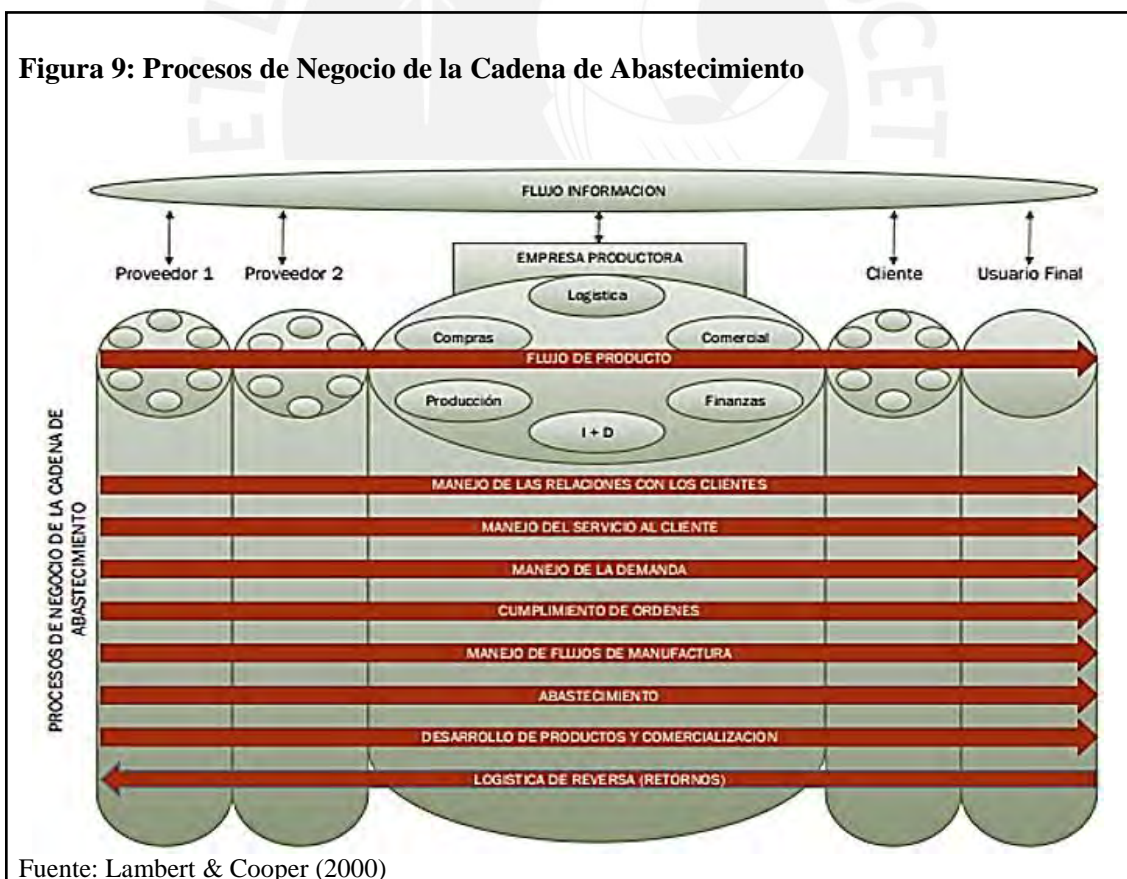 Figura 9: Procesos de Negocio de la Cadena de Abastecimiento
FLUJO INFORMACION
EMPRESA PRODUCTORA
Proveedor 1
Proveedor 2
Cliente
Usuario Final
Logistica
Compras
Comercial
FLUJO DE PRODUCTO
Producción
Finanzas
I + D
PROCESOS DE NEGOCIO DE LA CADENA DE
ABASTECIMIENTO
MANEJO DE LAS RELACIONES CON LOS CLIENTES
MANEJO DEL SERVICIO AL CLIENTE
MANEJO DE LA DEMANDA
CUMPLIMIENTO DE ORDENES
MANEJO DE FLUJOS DE MANUFACTURA
ABASTECIMIENTO
DESARROLLO DE PRODUCTOS Y COMERCIALIZACION
LOGISTICA DE REVERSA (RETORNOS)
Fuente: Lambert & Cooper (2000)